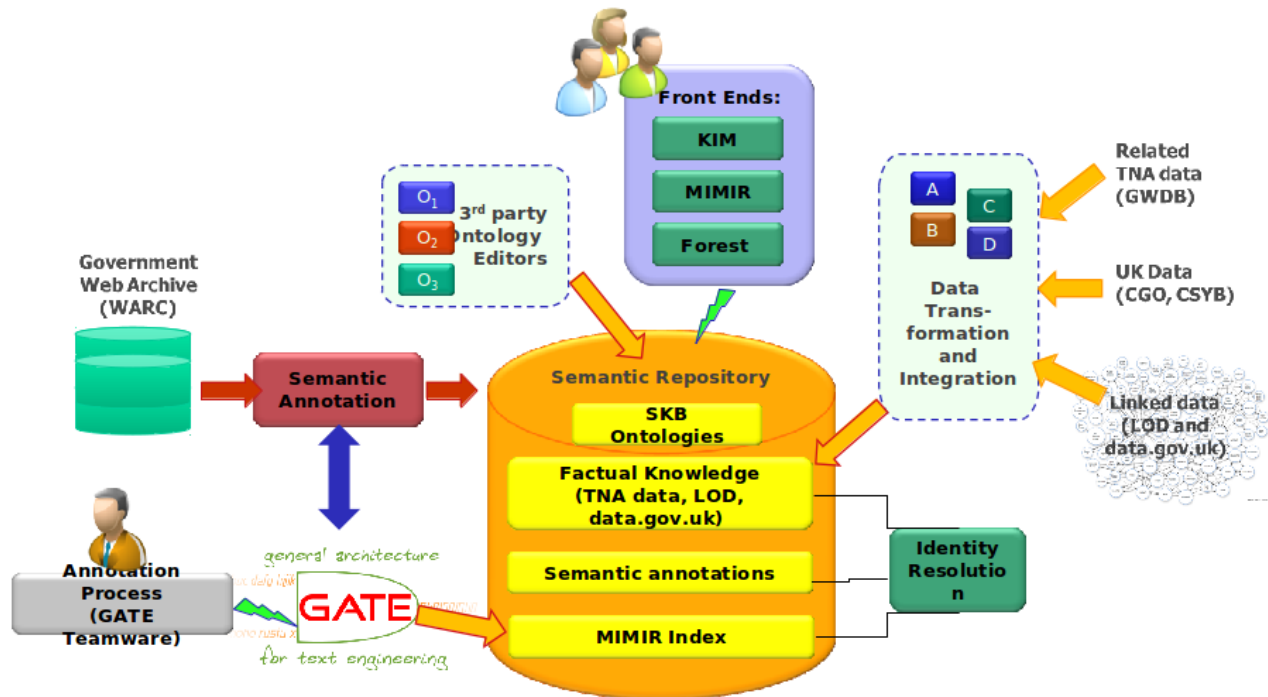 Front Ends:
KIM
MIMIR
Forest
O1
O2
O3
3rd party
Ontology
Editors
A
B
C
D
Data
Trans-
formation
and
Integration
Related
TNA data
(GWDB)
UK Data
(CGO, CSYB)
Linked data
(LOD and
data.gov.uk)
Government
Web Archive
(WARC)
Semantic
Annotation
Semantic Repository
SKB
Ontologies
Factual Knowledge
(TNA data, LOD,
data.gov.uk)
Semantic annotations
MIMIR Index
Identity
Resolutio
n
Annotation
Process
(GATE
Teamware)
general architecture
GATE
for text engineering